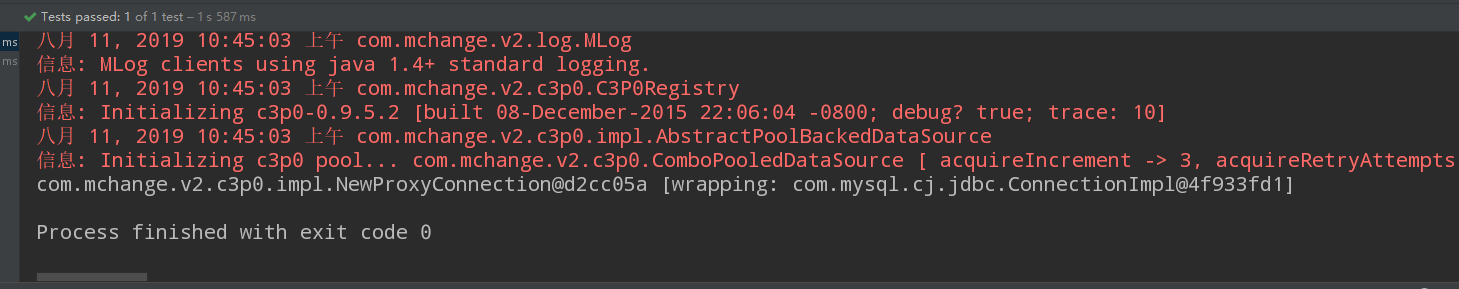 Tests passed: 1 of 1 test – 1 s 587 ms
ms
八月 11, 2019 10:45:03 上午 com.mchange.v2.log.MLog
信息: MLog clients using java 1.4+ standard logging.
ms
八月 11, 2019 10:45:03 上午 com.mchange.v2.c3p0.C3P0Registry
信息: Initializing c3p0-0.9.5.2 [built 08-December-2015 22:06:04 -0800; debug? true; trace: 10]
八月 11, 2019 10:45:03 上午 com.mchange.v2.c3p0.impl.AbstractPoolBackedDataSource
信息: Initializing c3p0 pool... com.mchange.v2.c3p0.ComboPooledDataSource [ acquireIncrement -> 3, acquireRetryAttempts
com.mchange.v2.c3p0.impl.NewProxyConnection@d2cc05a [wrapping: com.mysql.cj.jdbc.ConnectionImpl@4f933fd1]
Process finished with exit code 0